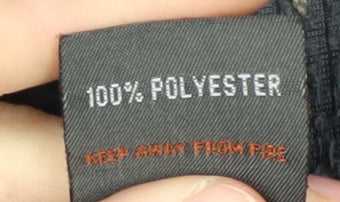 100% POLYESTER
KEEP AWAY FROM FIRE